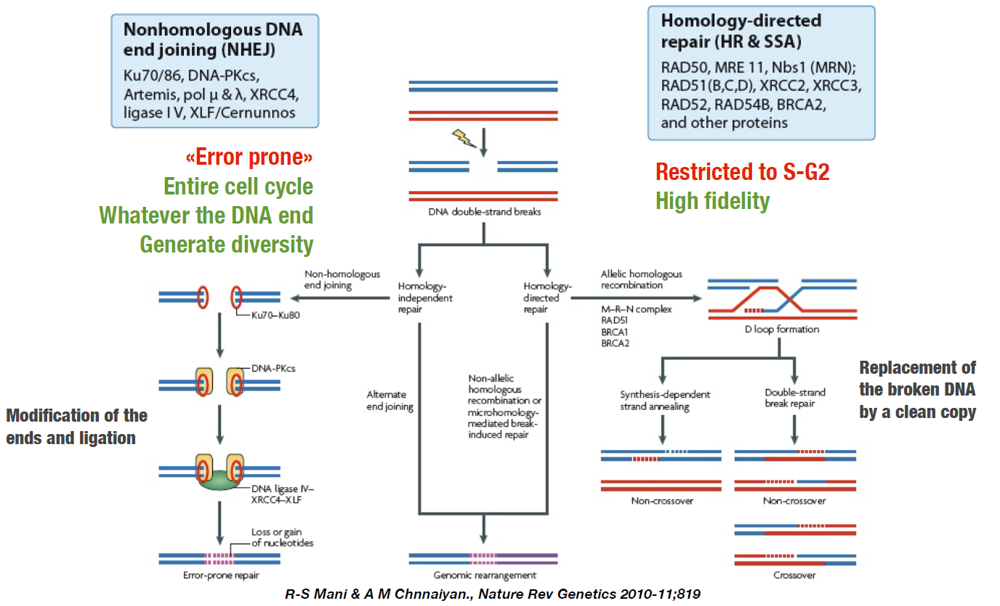 Nonhomologous DNA
end joining (NHEJ)
Ku70/86, DNA-PKcs,
Artemis, pol µ & λ, XRCC4,
ligase I V, XLF/Cernunnos
Homology-directed
repair (HR & SSA)
RAD50, MRE 11, Nbs1 (MRN);
RAD51(B,C,D), XRCC2, XRCC3,
RAD52, RAD54B, BRCA2,
and other proteins
«Error prone»
Entire cell cycle
Whatever the DNA end
Generate diversity
Restricted to S-G2
High fidelity
DNA double-strand breaks
Non-homologous
end joining
Homology-
independent
repair
Homology-
directed
repair
Allelic homologous
recombination
M–R–N complex
RAD51
BRCA1
BRCA2
Ku70–Ku80
D loop formation
DNA-PKcs
Alternate
end joining
Non-allelic
homologous
recombination or
microhomology-
mediated break-
induced repair
Synthesis-dependent
strand annealing
Double-strand
break repair
Replacement of
the broken DNA
by a clean copy
Modification of the
ends and ligation
DNA ligase IV–
XRCC4–XLF
Non-crossover
Non-crossover
Loss or gain
of nucleotides
Error-prone repair
Genomic rearrangement
Crossover
R-S Mani & A M Chnnaiyan., Nature Rev Genetics 2010-11;819